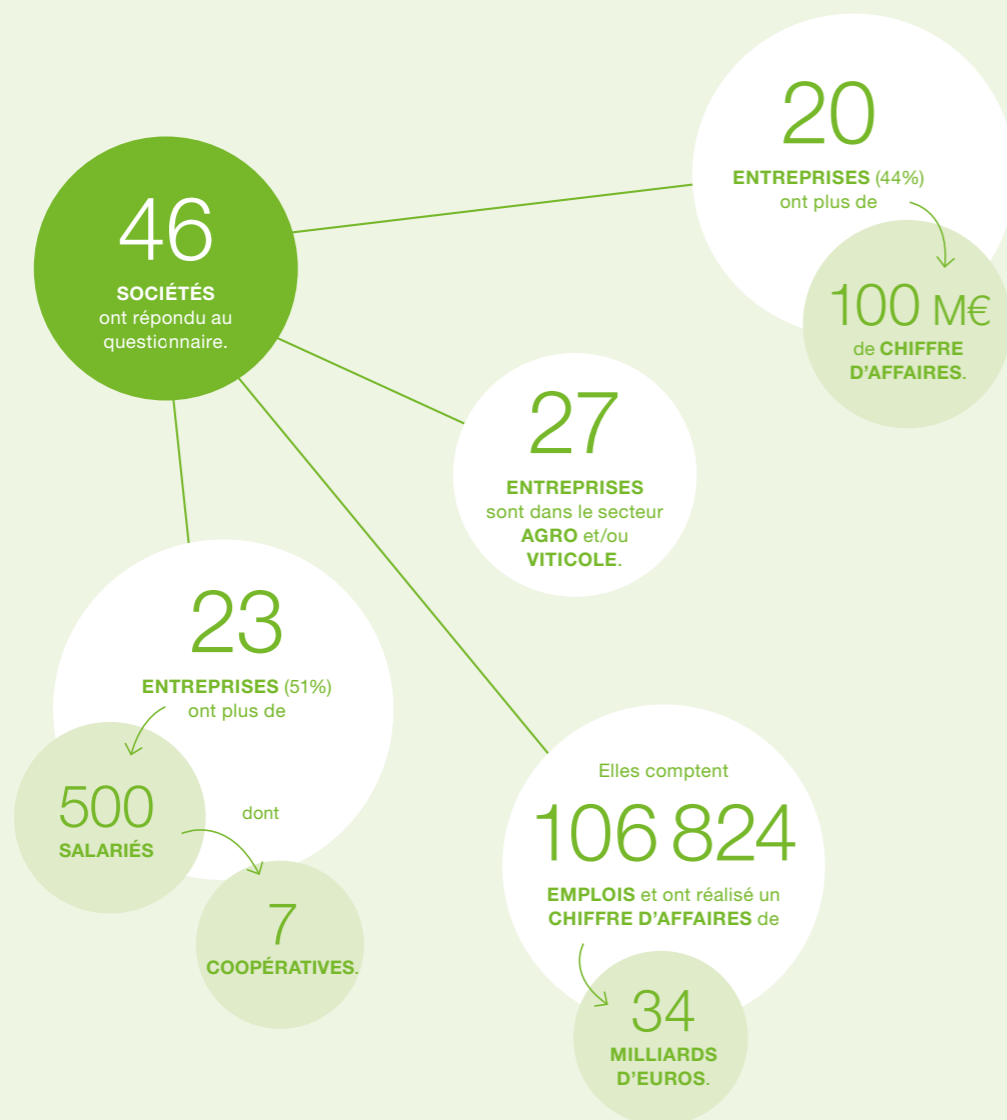 46
SOCIÉTÉS
ont répondu au
questionnaire.
20
ENTREPRISES (44%)
ont plus de
100 M€
de CHIFFRE
D'AFFAIRES.
27
ENTREPRISES
sont dans le secteur
AGRO et/ou
VITICOLE.
23
ENTREPRISES (51%)
ont plus de
500
SALARIÉS
dont
7
COOPÉRATIVES.
Elles comptent
106 824
EMPLOIS et ont réalisé un
CHIFFRE D'AFFAIRES de
34
MILLIARDS
D'EUROS.